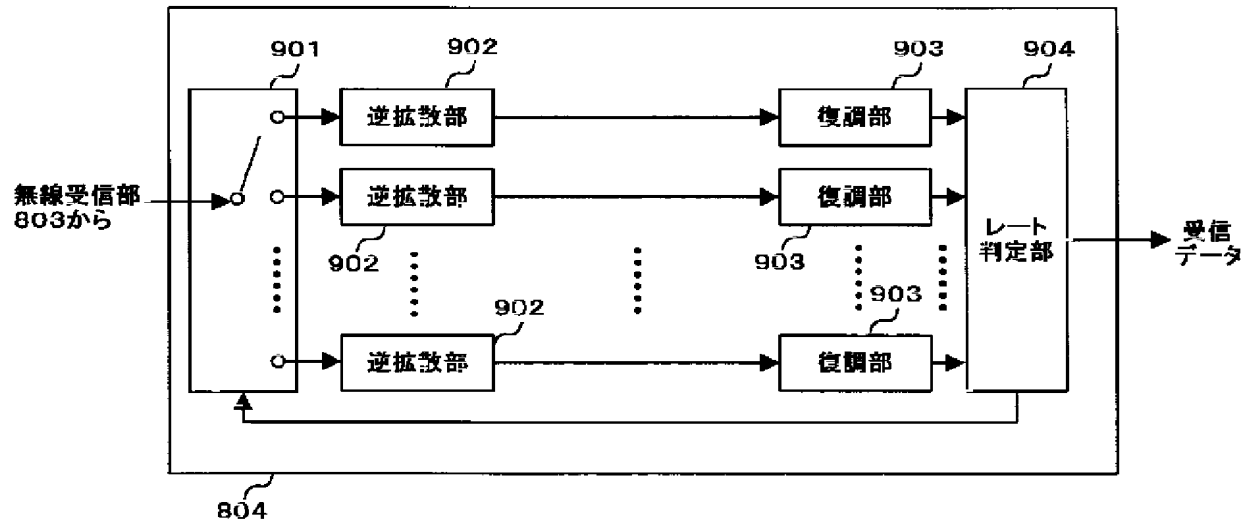 901
902
903
904
逆拡散部
復調部
無線受信部
803から
逆拡散部
復調部
レート
判定部
受信
データ
902
903
902
903
逆拡散部
復調部
804